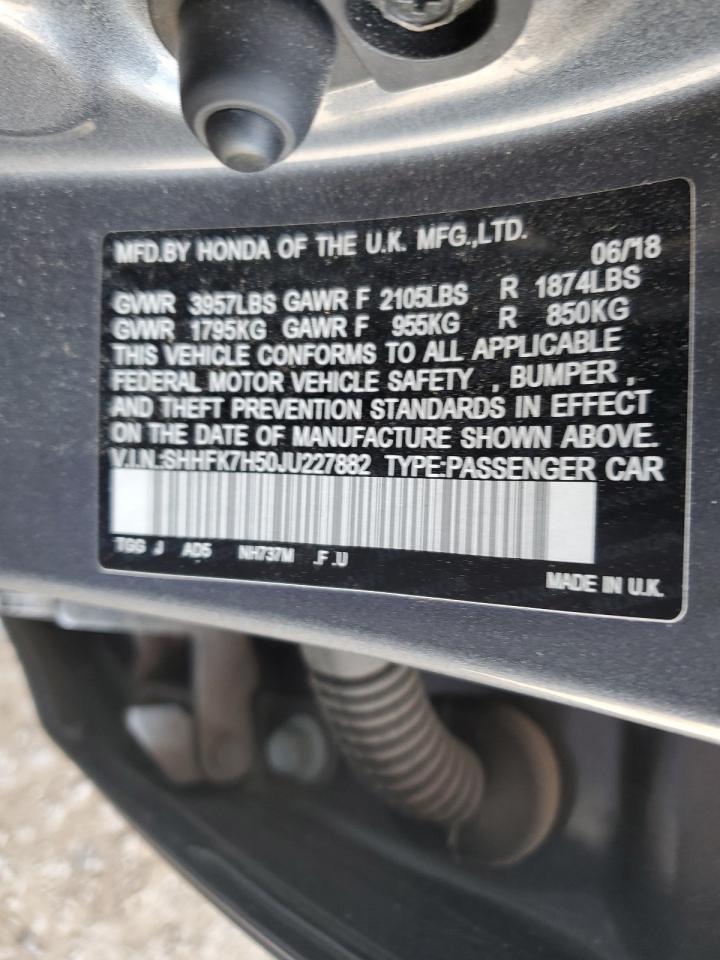 MFD.BY HONDA OF THE U.K. MFG.,LTD. 06/18
GVWR 3957LBS GAWR F 2105LBS R 1874LBS
GVWR 1795KG GAWR F 955KG R 850KG
THIS VEHICLE CONFORMS TO ALL APPLICABLE
FEDERAL MOTOR VEHICLE SAFETY , BUMPER ,
AND THEFT PREVENTION STANDARDS IN EFFECT
ON THE DATE OF MANUFACTURE SHOWN ABOVE.
V.I.N.:SHHFK7H50JU227882 TYPE:PASSENGER CAR
TGG J AD5 NH737M .F .U
MADE IN U.K.